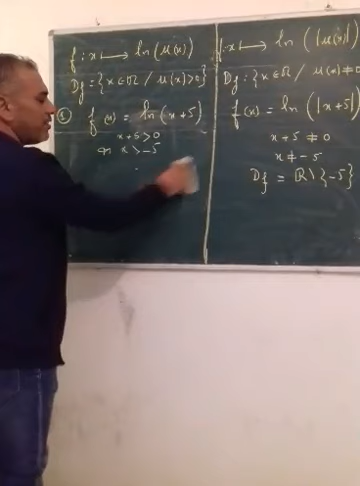 f : x ⟼ ln(u(x))
Df = {x ∈ ℝ / u(x) > 0}
① f(x) = ln(x+5)
x+5 > 0
⇔ x > -5
f : x ⟼ ln(|u(x)|)
Df = {x ∈ ℝ / u(x) ≠ 0}
f(x) = ln(|x+5|)
x+5 ≠ 0
x ≠ -5
Df = ℝ \ {-5}